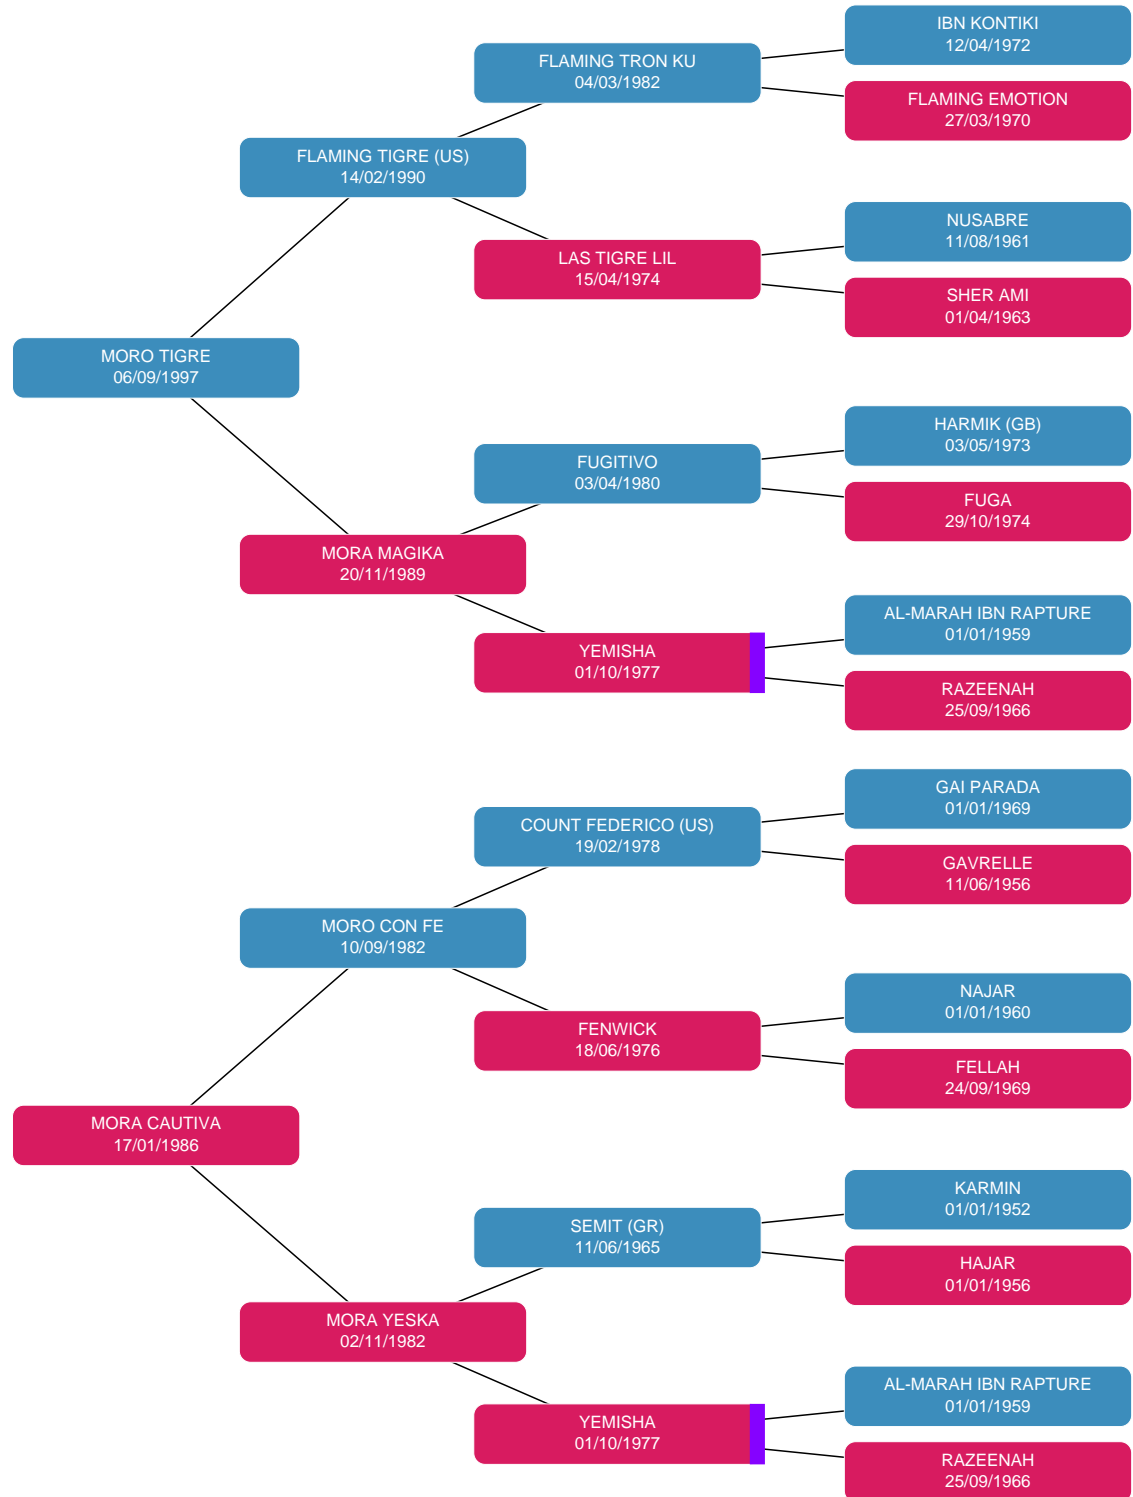 IBN KONTIKI
12/04/1972
FLAMING TRON KU
04/03/1982
FLAMING EMOTION
27/03/1970
FLAMING TIGRE (US)
14/02/1990
NUSABRE
11/08/1961
LAS TIGRE LIL
15/04/1974
SHER AMI
01/04/1963
MORO TIGRE
06/09/1997
HARMIK (GB)
03/05/1973
FUGITIVO
03/04/1980
FUGA
29/10/1974
MORA MAGIKA
20/11/1989
AL-MARAH IBN RAPTURE
01/01/1959
YEMISHA
01/10/1977
RAZEENAH
25/09/1966
GAI PARADA
01/01/1969
COUNT FEDERICO (US)
19/02/1978
GAVRELLE
11/06/1956
MORO CON FE
10/09/1982
NAJAR
01/01/1960
FENWICK
18/06/1976
FELLAH
24/09/1969
MORA CAUTIVA
17/01/1986
KARMIN
01/01/1952
SEMIT (GR)
11/06/1965
HAJAR
01/01/1956
MORA YESKA
02/11/1982
AL-MARAH IBN RAPTURE
01/01/1959
YEMISHA
01/10/1977
RAZEENAH
25/09/1966